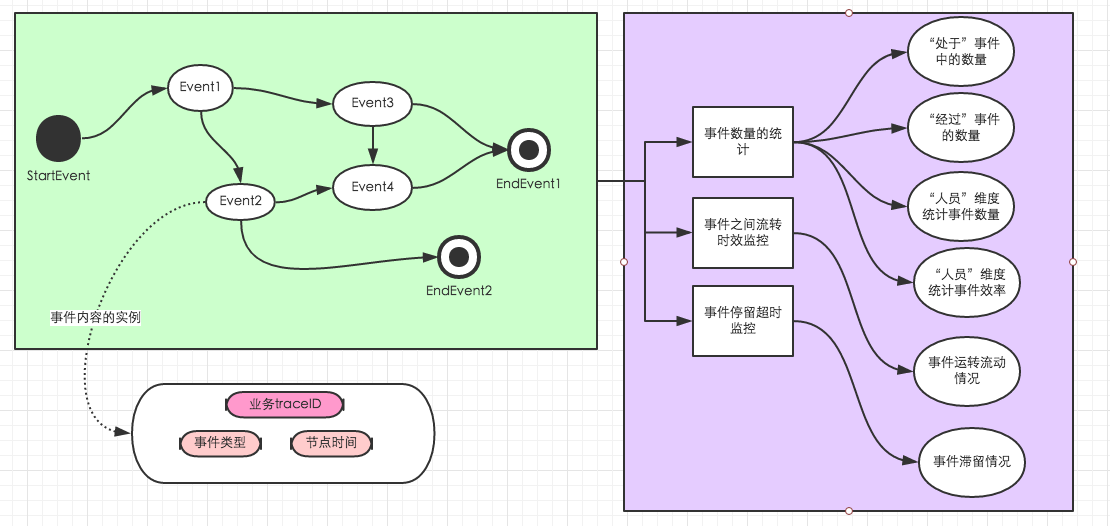 StartEvent
Event1
Event2
Event3
Event4
EndEvent1
EndEvent2
事件内容的实例
业务traceID
事件类型
节点时间
事件数量的统
计
事件之间流转
时效监控
事件停留超时
监控
“处于”事件
中的数量
“经过”事件
的数量
“人员”维度
统计事件数量
“人员”维度
统计事件效率
事件运转流动
情况
事件滞留情况